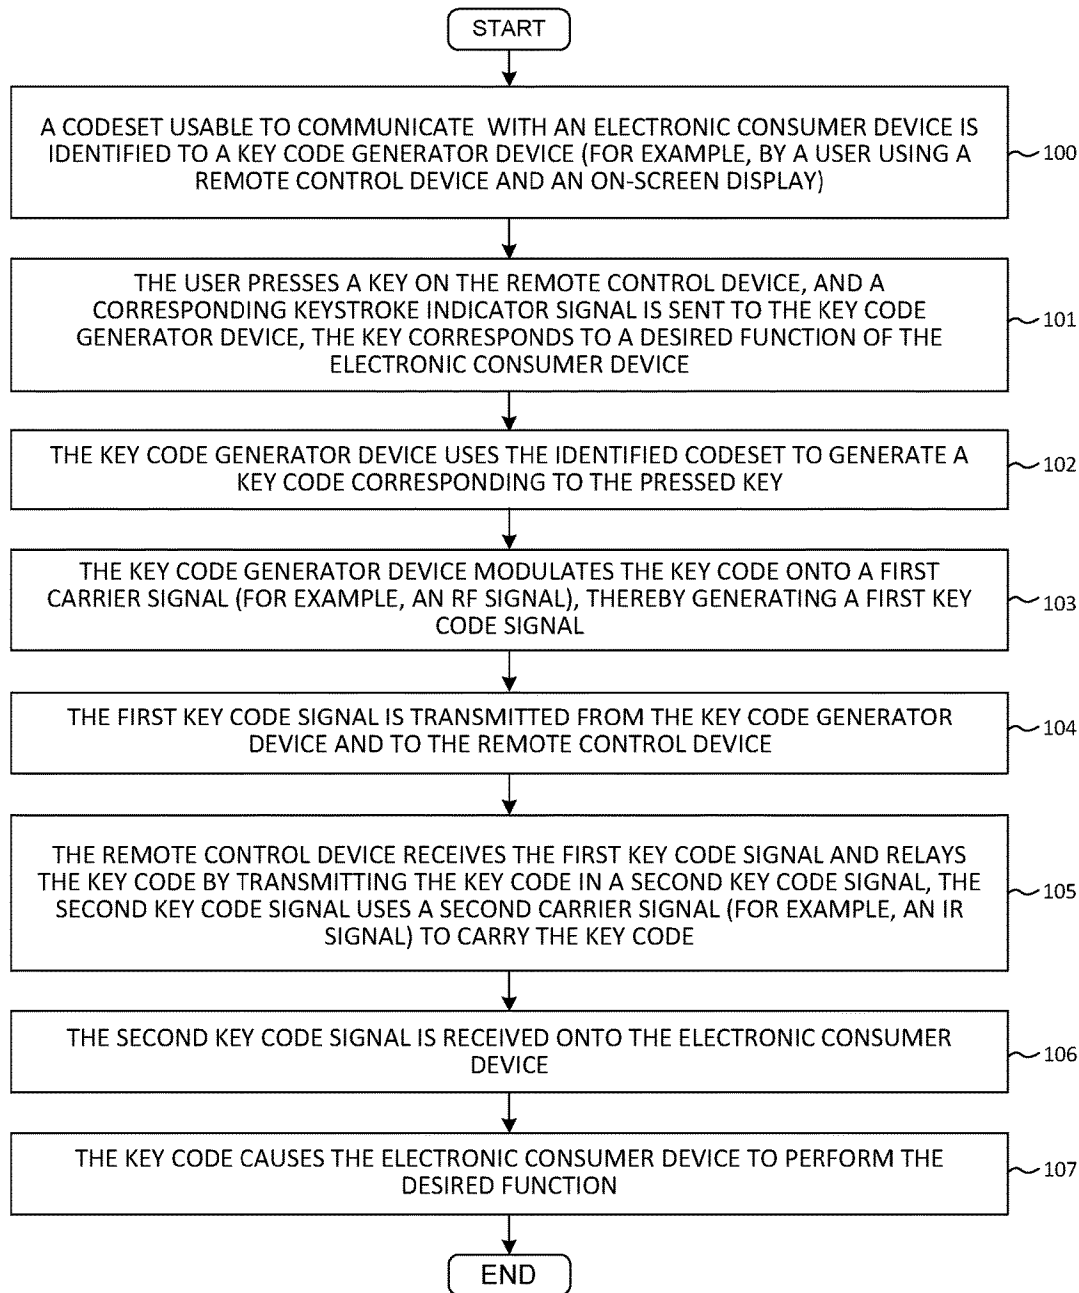 START
A CODESET USABLE TO COMMUNICATE WITH AN ELECTRONIC CONSUMER DEVICE IS
IDENTIFIED TO A KEY CODE GENERATOR DEVICE (FOR EXAMPLE, BY A USER USING A
REMOTE CONTROL DEVICE AND AN ON-SCREEN DISPLAY)
100
THE USER PRESSES A KEY ON THE REMOTE CONTROL DEVICE, AND A
CORRESPONDING KEYSTROKE INDICATOR SIGNAL IS SENT TO THE KEY CODE
GENERATOR DEVICE, THE KEY CORRESPONDS TO A DESIRED FUNCTION OF THE
ELECTRONIC CONSUMER DEVICE
101
THE KEY CODE GENERATOR DEVICE USES THE IDENTIFIED CODESET TO GENERATE A
KEY CODE CORRESPONDING TO THE PRESSED KEY
102
THE KEY CODE GENERATOR DEVICE MODULATES THE KEY CODE ONTO A FIRST
CARRIER SIGNAL (FOR EXAMPLE, AN RF SIGNAL), THEREBY GENERATING A FIRST KEY
CODE SIGNAL
103
THE FIRST KEY CODE SIGNAL IS TRANSMITTED FROM THE KEY CODE GENERATOR
DEVICE AND TO THE REMOTE CONTROL DEVICE
104
THE REMOTE CONTROL DEVICE RECEIVES THE FIRST KEY CODE SIGNAL AND RELAYS
THE KEY CODE BY TRANSMITTING THE KEY CODE IN A SECOND KEY CODE SIGNAL, THE
SECOND KEY CODE SIGNAL USES A SECOND CARRIER SIGNAL (FOR EXAMPLE, AN IR
SIGNAL) TO CARRY THE KEY CODE
105
THE SECOND KEY CODE SIGNAL IS RECEIVED ONTO THE ELECTRONIC CONSUMER
DEVICE
106
THE KEY CODE CAUSES THE ELECTRONIC CONSUMER DEVICE TO PERFORM THE
DESIRED FUNCTION
107
END